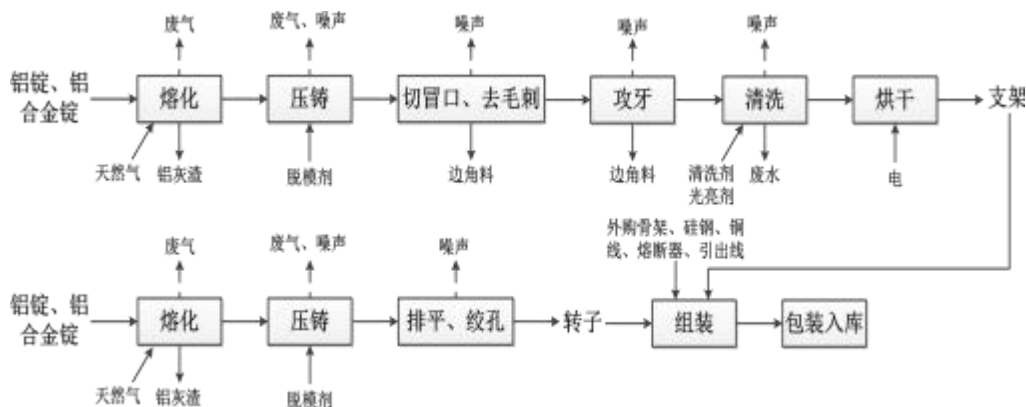 废气
废气、噪声
噪声
噪声
噪声
铝锭、铝
合金锭
熔化
压铸
切冒口、去毛刺
攻牙
清洗
烘干
支架
天然气
铝灰渣
脱模剂
边角料
边角料
清洗剂
光亮剂
废水
电
外购骨架、硅钢、铜
线、熔断器、引出线
废气
废气、噪声
噪声
铝锭、铝
合金锭
熔化
压铸
排平、绞孔
转子
组装
包装入库
天然气
铝灰渣
脱模剂